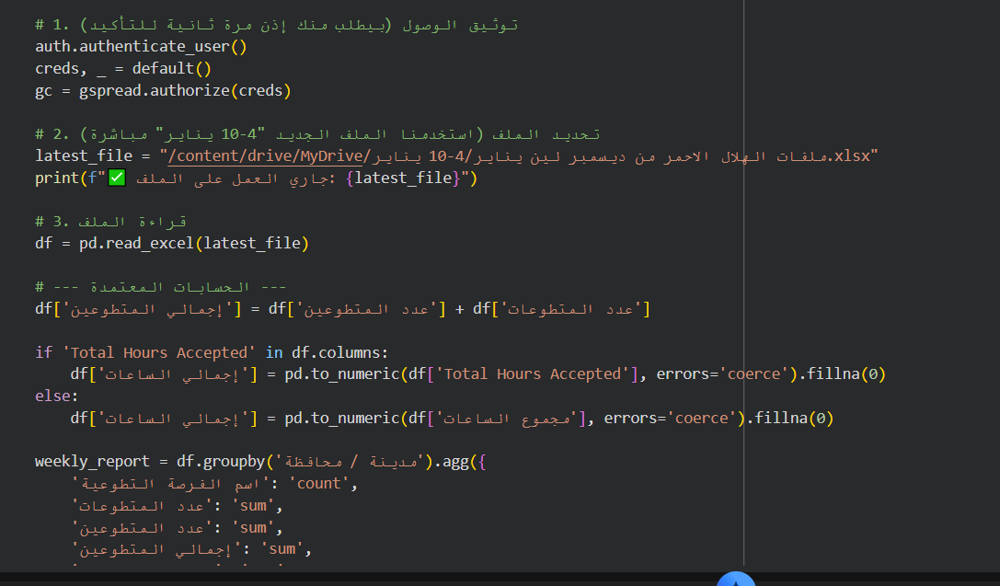 # 1. توثيق الوصول (بيطلب منك إذن مرة ثانية للتأكيد)
auth.authenticate_user()
creds, _ = default()
gc = gspread.authorize(creds)
# 2. تحديد الملف (استخدمنا الملف الجديد "4-10 يناير" مباشرة)
latest_file = "/content/drive/MyDrive/ملفات الهلال الاحمر من ديسمبر لين يناير/4-10 يناير.xlsx"
print(f"✅ جاري العمل على الملف: {latest_file}")
# 3. قراءة الملف
df = pd.read_excel(latest_file)
# --- الحسابات المعتمدة ---
df['إجمالي المتطوعين'] = df['عدد المتطوعين'] + df['عدد المتطوعات']
if 'Total Hours Accepted' in df.columns:
df['إجمالي الساعات'] = pd.to_numeric(df['Total Hours Accepted'], errors='coerce').fillna(0)
else:
df['إجمالي الساعات'] = pd.to_numeric(df['مجموع الساعات'], errors='coerce').fillna(0)
weekly_report = df.groupby('مدينة / محافظة').agg({
'اسم الفرصة التطوعية': 'count',
'عدد المتطوعات': 'sum',
'عدد المتطوعين': 'sum',
'إجمالي المتطوعين': 'sum',